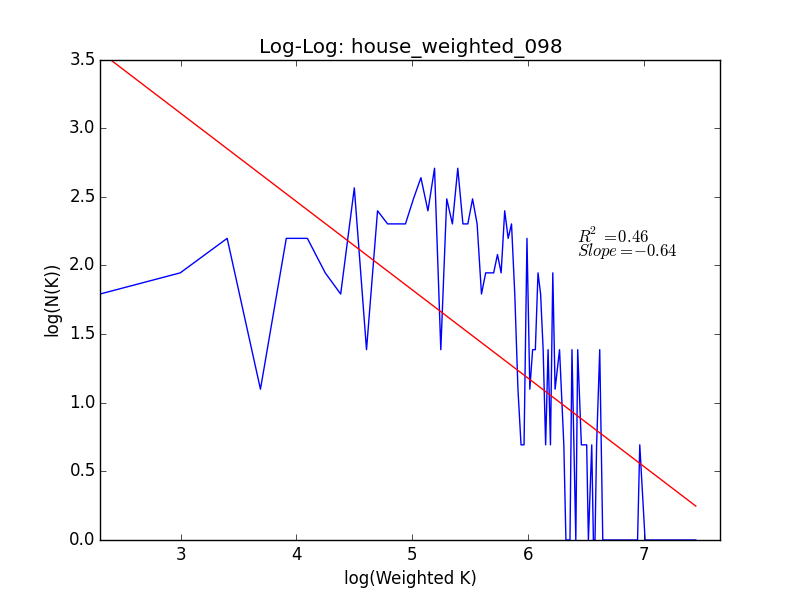 Log-Log: house_weighted_098
3.5
3.0
2.5
2.0
1.5
1.0
0.5
0.0
log(N(K))
R² =0.46
Slope=−0.64
3 4 5 6 7
log(Weighted K)